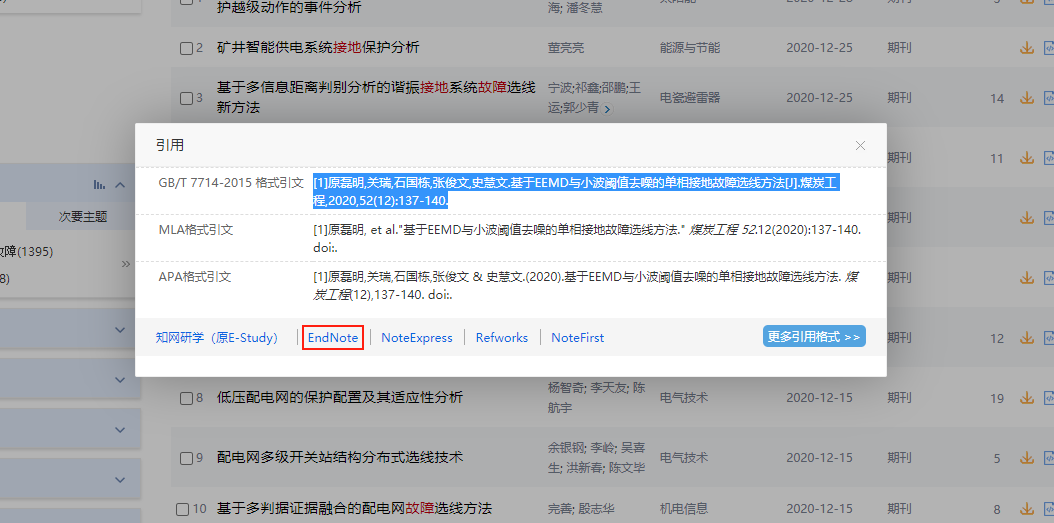 护越级动作的事件分析
海; 潘冬慧
2 矿井智能供电系统接地保护分析 董亮亮 能源与节能 2020-12-25 期刊
3 基于多信息距离判别分析的谐振接地系统故障选线新方法 宁波;祁鑫;邵鹏;王运;郭少青 电瓷避雷器 2020-12-25 期刊 14
引用
GB/T 7714-2015 格式引文
[1]原磊明,关瑞,石国栋,张俊文,史慧文.基于EEMD与小波阈值去噪的单相接地故障选线方法[J].煤炭工
程,2020,52(12):137-140.
MLA格式引文
[1]原磊明, et al."基于EEMD与小波阈值去噪的单相接地故障选线方法." 煤炭工程 52.12(2020):137-140.
doi:.
APA格式引文
[1]原磊明,关瑞,石国栋,张俊文 & 史慧文.(2020).基于EEMD与小波阈值去噪的单相接地故障选线方法. 煤
炭工程(12),137-140. doi:.
知网研学（原E-Study） EndNote NoteExpress Refworks NoteFirst 更多引用格式 >>
期刊 11
期刊
期刊
期刊 12
次要主题
故障(1395)
8)
8 低压配电网的保护配置及其适应性分析 杨智奇; 李天友; 陈航宇 电气技术 2020-12-15 期刊 19
9 配电网多级开关站结构分布式选线技术 余银钢; 李岭; 吴喜生; 洪新春; 陈文毕 电气技术 2020-12-15 期刊 5
10 基于多判据证据融合的配电网故障选线方法 完善; 殷志华 机电信息 2020-12-15 期刊 8